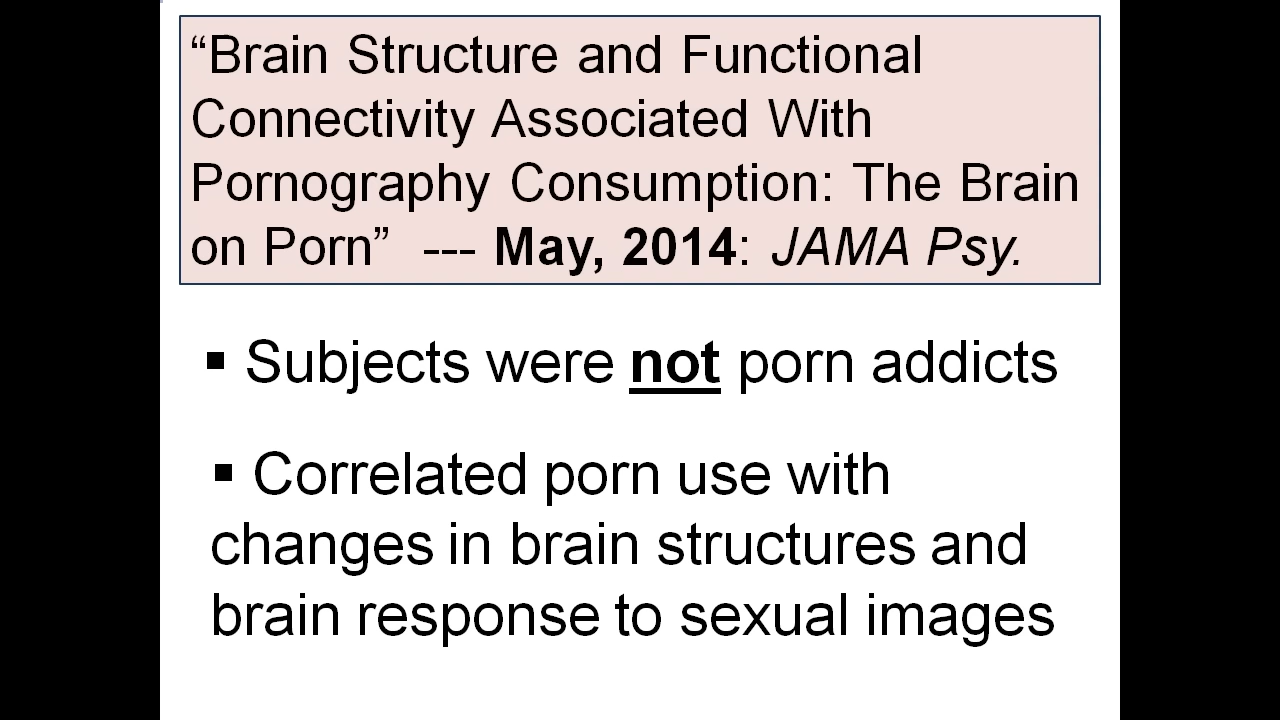 “Brain Structure and Functional
Connectivity Associated With
Pornography Consumption: The Brain
on Porn”  --- May, 2014: JAMA Psy.
▪ Subjects were not porn addicts
▪ Correlated porn use with
changes in brain structures and
brain response to sexual images